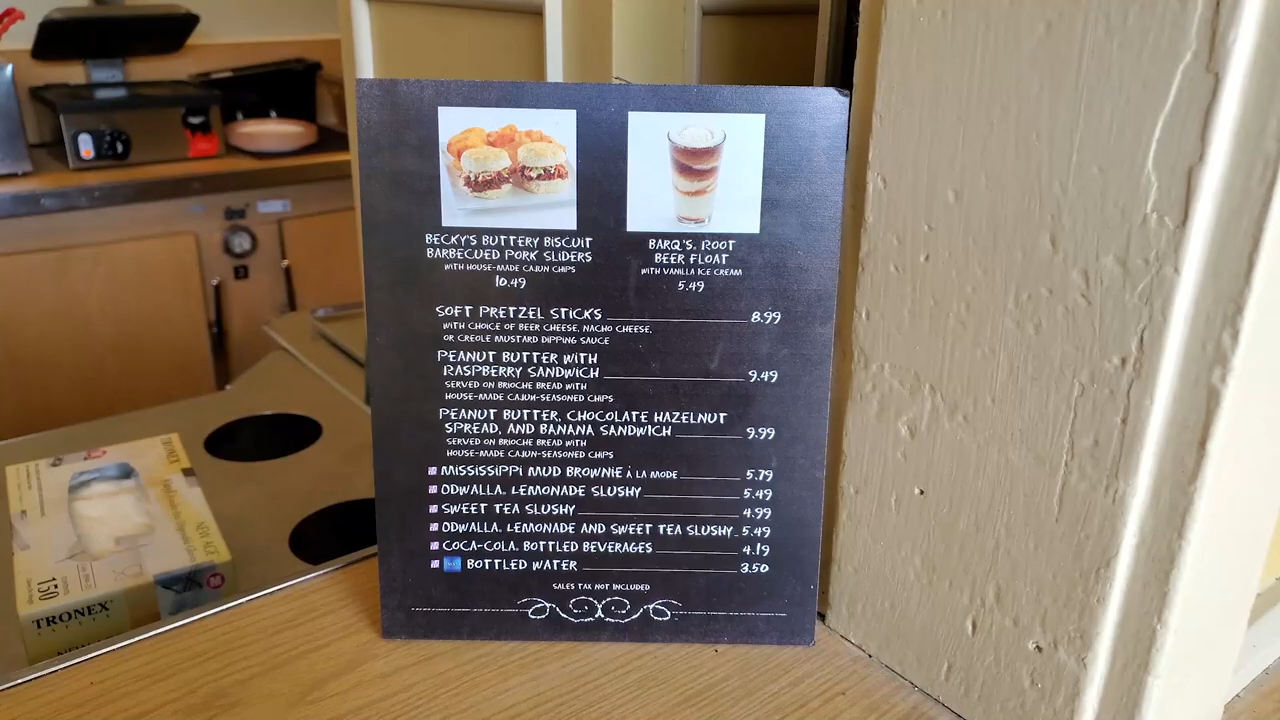 BECKY'S BUTTERY BISCUIT
BARBECUED PORK SLIDERS
WITH HOUSE-MADE CAJUN CHIPS
10.49
BARQ'S. ROOT
BEER FLOAT
WITH VANILLA ICE CREAM
5.49
SOFT PRETZEL STICKS 8.99
WITH CHOICE OF BEER CHEESE, NACHO CHEESE,
OR CREOLE MUSTARD DIPPING SAUCE
PEANUT BUTTER WITH
RASPBERRY SANDWICH 9.49
SERVED ON BRIOCHE BREAD WITH
HOUSE-MADE CAJUN-SEASONED CHIPS
PEANUT BUTTER, CHOCOLATE HAZELNUT
SPREAD, AND BANANA SANDWICH 9.99
SERVED ON BRIOCHE BREAD WITH
HOUSE-MADE CAJUN-SEASONED CHIPS
MISSISSIPPI MUD BROWNIE À LA MODE 5.79
ODWALLA. LEMONADE SLUSHY 5.49
SWEET TEA SLUSHY 4.99
ODWALLA. LEMONADE AND SWEET TEA SLUSHY 5.49
COCA-COLA. BOTTLED BEVERAGES 4.19
BOTTLED WATER 3.50
SALES TAX NOT INCLUDED
TRONEX
NEW AGE
150
TRONEX